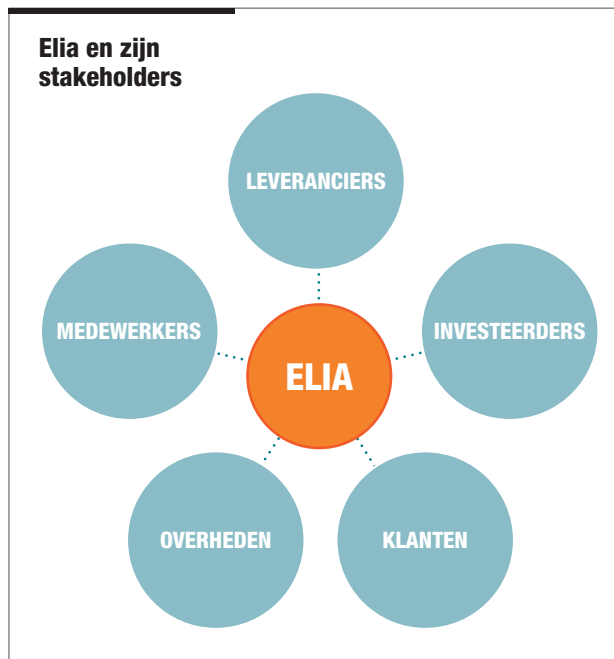 Elia en zijn
stakeholders
LEVERANCIERS
MEDEWERKERS
INVESTEERDERS
ELIA
OVERHEDEN
KLANTEN